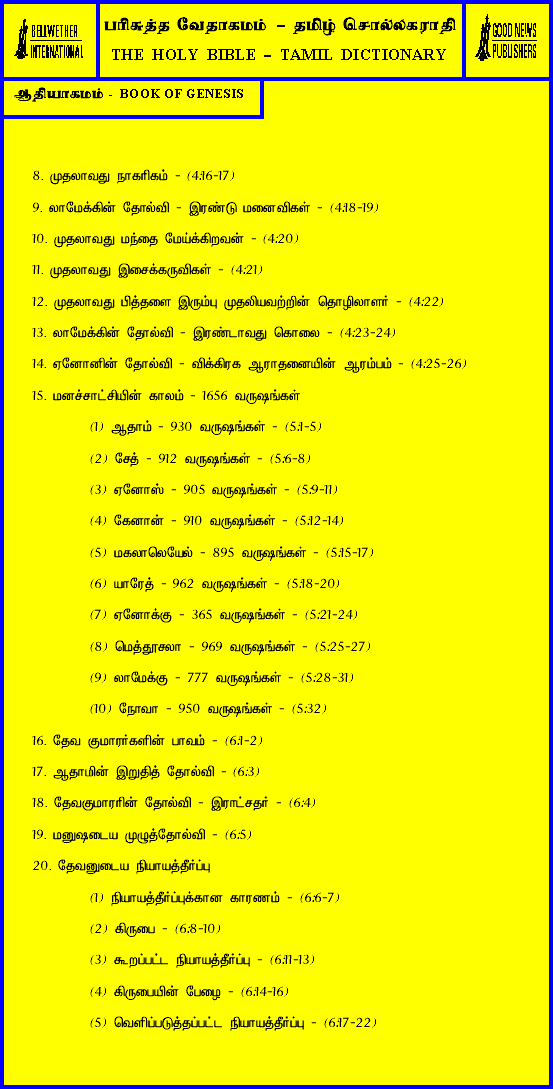 BELLWETHER INTERNATIONAL
பரிசுத்த வேதாகமம் - தமிழ் சொல்லகராதி
THE HOLY BIBLE - TAMIL DICTIONARY
GOOD NEWS PUBLISHERS
ஆதியாகமம் - BOOK OF GENESIS
8. முதலாவது நாகரிகம் - (4:16-17)
9. லாமேக்கின் தோல்வி - இரண்டு மனைவிகள் - (4:18-19)
10. முதலாவது மந்தை மேய்க்கிறவன் - (4:20)
11. முதலாவது இசைக்கருவிகள் - (4:21)
12. முதலாவது பித்தளை இரும்பு முதலியவற்றின் தொழிலாளர் - (4:22)
13. லாமேக்கின் தோல்வி - இரண்டாவது கொலை - (4:23-24)
14. ஏனோனின் தோல்வி - விக்கிரக ஆராதனையின் ஆரம்பம் - (4:25-26)
15. மனச்சாட்சியின் காலம் - 1656 வருஷங்கள்
(1) ஆதாம் - 930 வருஷங்கள் - (5:1-5)
(2) சேத் - 912 வருஷங்கள் - (5:6-8)
(3) ஏனோஸ் - 905 வருஷங்கள் - (5:9-11)
(4) கேனான் - 910 வருஷங்கள் - (5:12-14)
(5) மகலாலெயேல் - 895 வருஷங்கள் - (5:15-17)
(6) யாரேத் - 962 வருஷங்கள் - (5:18-20)
(7) ஏனோக்கு - 365 வருஷங்கள் - (5:21-24)
(8) மெத்தூசலா - 969 வருஷங்கள் - (5:25-27)
(9) லாமேக்கு - 777 வருஷங்கள் - (5:28-31)
(10) நோவா - 950 வருஷங்கள் - (5:32)
16. தேவ குமாரர்களின் பாவம் - (6:1-2)
17. ஆதாமின் இறுதித் தோல்வி - (6:3)
18. தேவகுமாரரின் தோல்வி - இராட்சதர் - (6:4)
19. மனுஷடைய முழுத்தோல்வி - (6:5)
20. தேவனுடைய நியாயத்தீர்ப்பு
(1) நியாயத்தீர்ப்புக்கான காரணம் - (6:6-7)
(2) கிருபை - (6:8-10)
(3) கூறப்பட்ட நியாயத்தீர்ப்பு - (6:11-13)
(4) கிருபையின் பேழை - (6:14-16)
(5) வெளிப்படுத்தப்பட்ட நியாயத்தீர்ப்பு - (6:17-22)